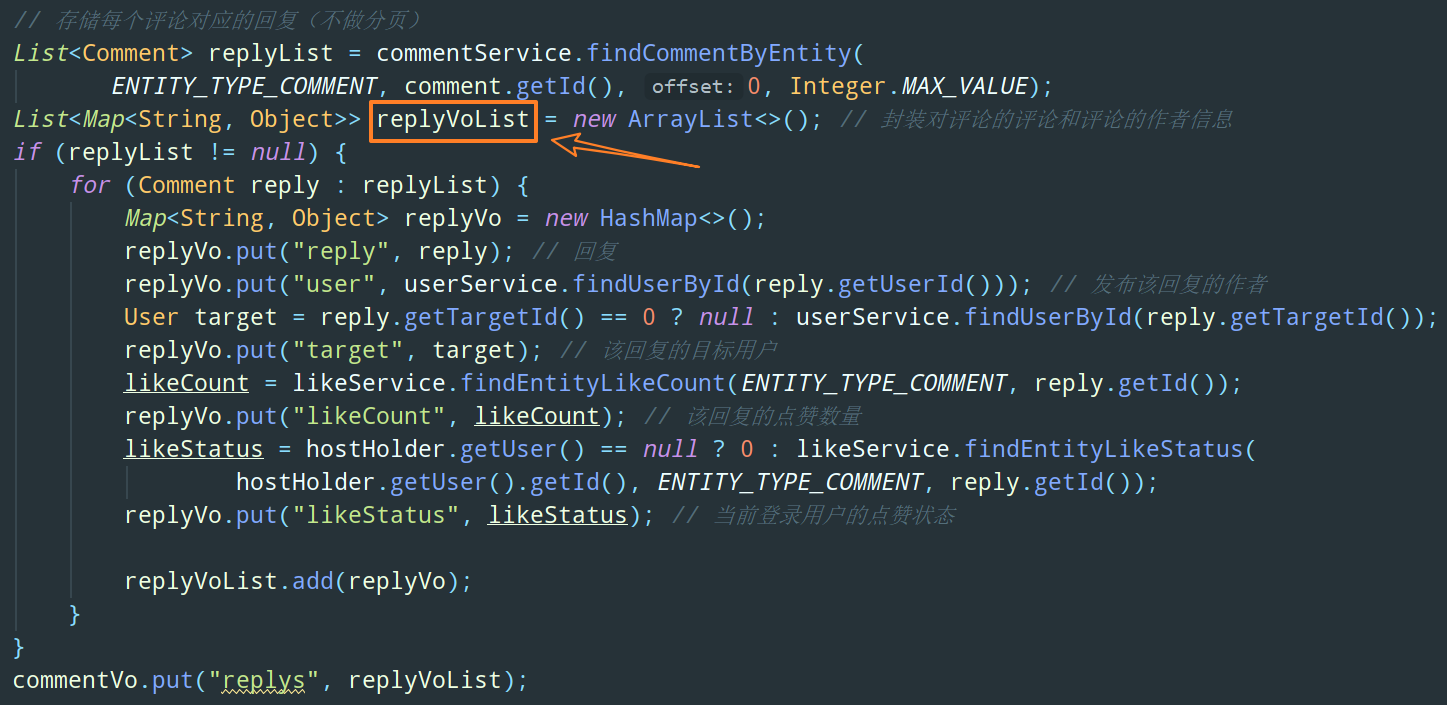 // 存储每个评论对应的回复（不做分页）
List<Comment> replyList = commentService.findCommentByEntity(
ENTITY_TYPE_COMMENT, comment.getId(), offset: 0, Integer.MAX_VALUE);
List<Map<String, Object>> replyVoList = new ArrayList<>(); // 封装对评论的评论和评论的作者信息
if (replyList != null) {
for (Comment reply : replyList) {
Map<String, Object> replyVo = new HashMap<>();
replyVo.put("reply", reply); // 回复
replyVo.put("user", userService.findUserById(reply.getUserId())); // 发布该回复的作者
User target = reply.getTargetId() == 0 ? null : userService.findUserById(reply.getTargetId());
replyVo.put("target", target); // 该回复的目标用户
likeCount = likeService.findEntityLikeCount(ENTITY_TYPE_COMMENT, reply.getId());
replyVo.put("likeCount", likeCount); // 该回复的点赞数量
likeStatus = hostHolder.getUser() == null ? 0 : likeService.findEntityLikeStatus(
hostHolder.getUser().getId(), ENTITY_TYPE_COMMENT, reply.getId());
replyVo.put("likeStatus", likeStatus); // 当前登录用户的点赞状态
replyVoList.add(replyVo);
}
}
commentVo.put("replys", replyVoList);